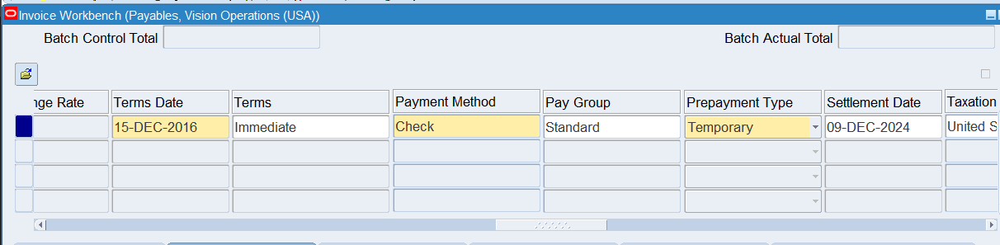 Invoice Workbench (Payables, Vision Operations (USA))
Batch Control Total Batch Actual Total
nge Rate Terms Date Terms Payment Method Pay Group Prepayment Type Settlement Date Taxation
15-DEC-2016 Immediate Check Standard Temporary 09-DEC-2024 United S